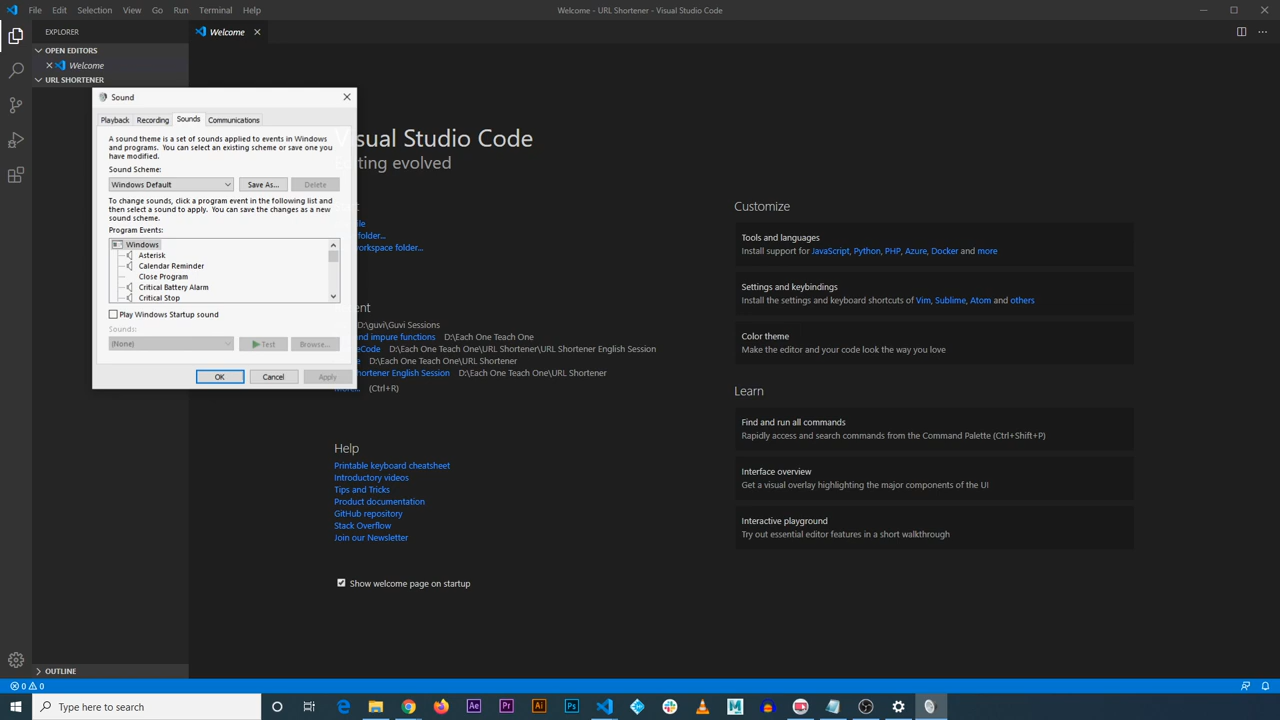 File Edit Selection View Go Run Terminal Help
Welcome - URL Shortener - Visual Studio Code
EXPLORER
OPEN EDITORS
Welcome
URL SHORTENER
Welcome
Sound
Playback Recording Sounds Communications
A sound theme is a set of sounds applied to events in Windows
and programs. You can select an existing scheme or save one you
have modified.
Sound Scheme:
Windows Default
Save As...
Delete
To change sounds, click a program event in the following list and
then select a sound to apply. You can save the changes as a new
sound scheme.
Program Events:
Windows
Asterisk
Calendar Reminder
Close Program
Critical Battery Alarm
Critical Stop
Play Windows Startup sound
Sounds:
(None)
Test
Browse...
OK
Cancel
Apply
sual Studio Code
ting evolved
folder...
workspace folder...
D:\guvi\Guvi Sessions
nd impure functions D:\Each One Teach One
eCode D:\Each One Teach One\URL Shortener\URL Shortener English Session
D:\Each One Teach One\URL Shortener
hortener English Session D:\Each One Teach One\URL Shortener
More... (Ctrl+R)
Help
Printable keyboard cheatsheet
Introductory videos
Tips and Tricks
Product documentation
GitHub repository
Stack Overflow
Join our Newsletter
Show welcome page on startup
Customize
Tools and languages
Install support for JavaScript, Python, PHP, Azure, Docker and more
Settings and keybindings
Install the settings and keyboard shortcuts of Vim, Sublime, Atom and others
Color theme
Make the editor and your code look the way you love
Learn
Find and run all commands
Rapidly access and search commands from the Command Palette (Ctrl+Shift+P)
Interface overview
Get a visual overlay highlighting the major components of the UI
Interactive playground
Try out essential editor features in a short walkthrough
OUTLINE
0 0
Type here to search
Ae Pr Ai Ps M